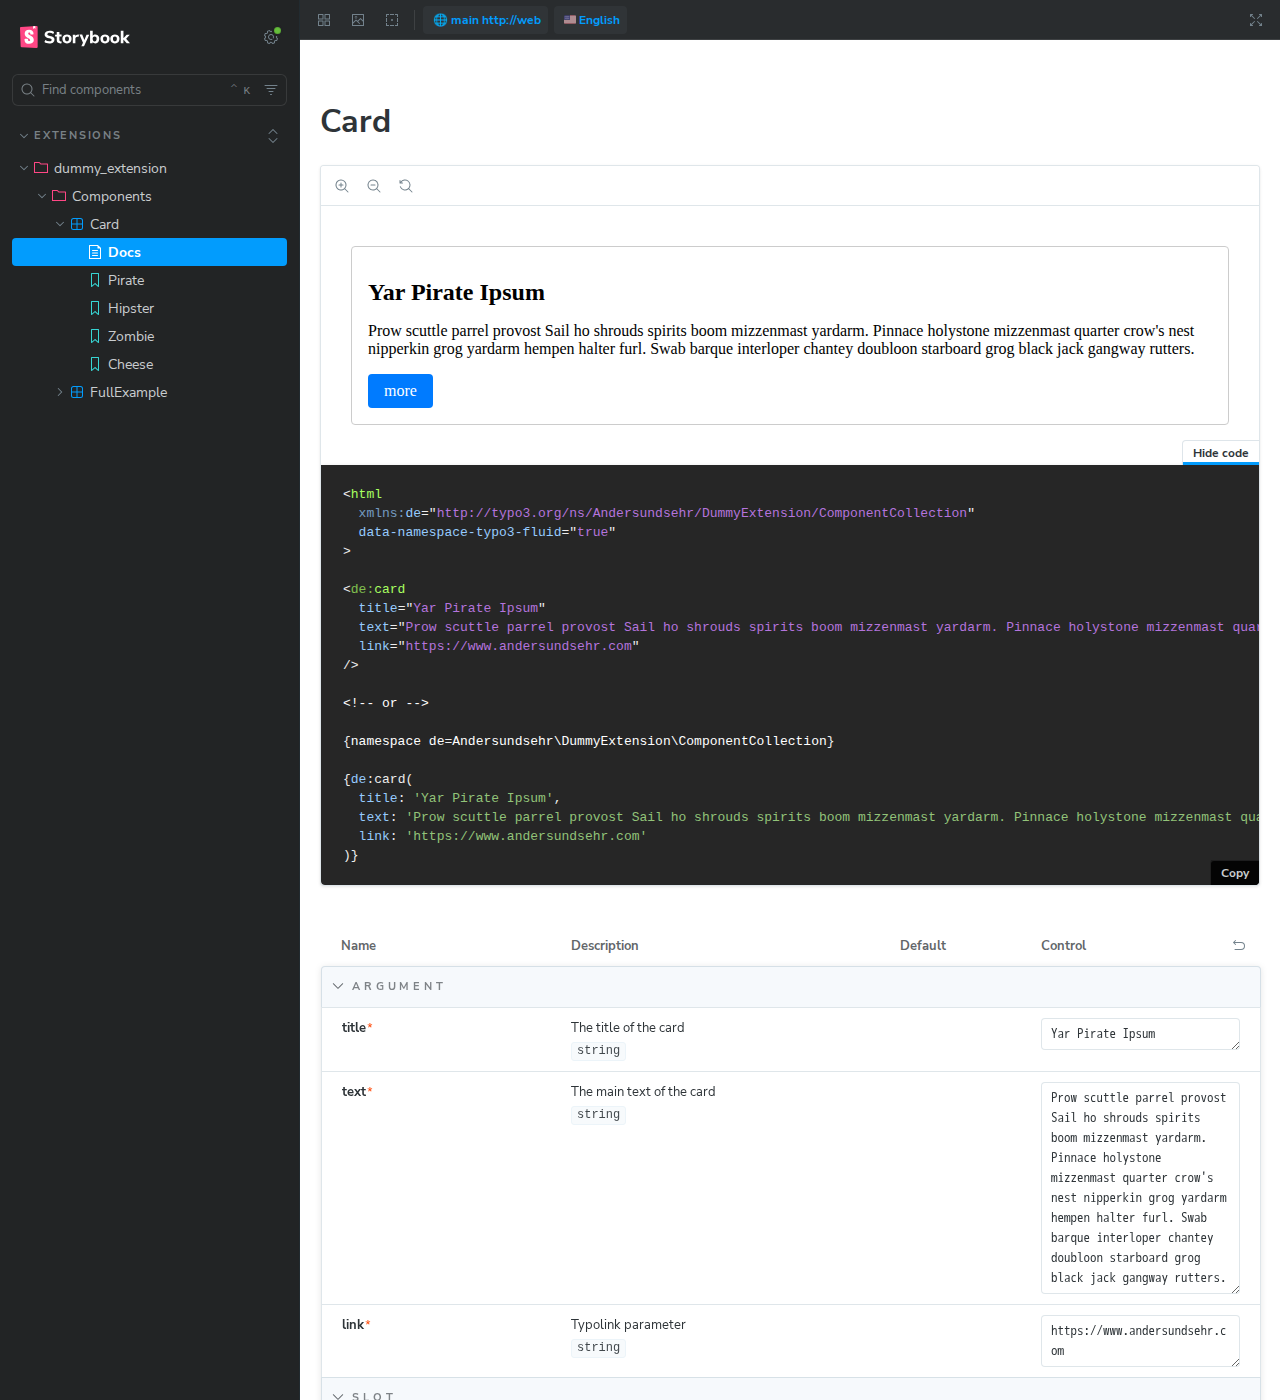 Storybook
Find components
^ K
EXTENSIONS
dummy_extension
Components
Card
Docs
Pirate
Hipster
Zombie
Cheese
FullExample
main http://web
English
Card
Yar Pirate Ipsum
Prow scuttle parrel provost Sail ho shrouds spirits boom mizzenmast yardarm. Pinnace holystone mizzenmast quarter crow's nest
nipperkin grog yardarm hempen halter furl. Swab barque interloper chantey doubloon starboard grog black jack gangway rutters.
more
Hide code
<html
xmlns:de="http://typo3.org/ns/Andersundsehr/DummyExtension/ComponentCollection"
data-namespace-typo3-fluid="true"
>
<de:card
title="Yar Pirate Ipsum"
text="Prow scuttle parrel provost Sail ho shrouds spirits boom mizzenmast yardarm. Pinnace holystone mizzenmast quar
link="https://www.andersundsehr.com"
/>
<!-- or -->
{namespace de=Andersundsehr\DummyExtension\ComponentCollection}
{de:card(
title: 'Yar Pirate Ipsum',
text: 'Prow scuttle parrel provost Sail ho shrouds spirits boom mizzenmast yardarm. Pinnace holystone mizzenmast qua
link: 'https://www.andersundsehr.com'
)}
Copy
Name Description Default Control
ARGUMENT
title* The title of the card Yar Pirate Ipsum
string
text* The main text of the card
string
Prow scuttle parrel provost
Sail ho shrouds spirits
boom mizzenmast yardarm.
Pinnace holystone
mizzenmast quarter crow's
nest nipperkin grog yardarm
hempen halter furl. Swab
barque interloper chantey
doubloon starboard grog
black jack gangway rutters.
link* Typolink parameter
string
https://www.andersundsehr.c
om
SLOT